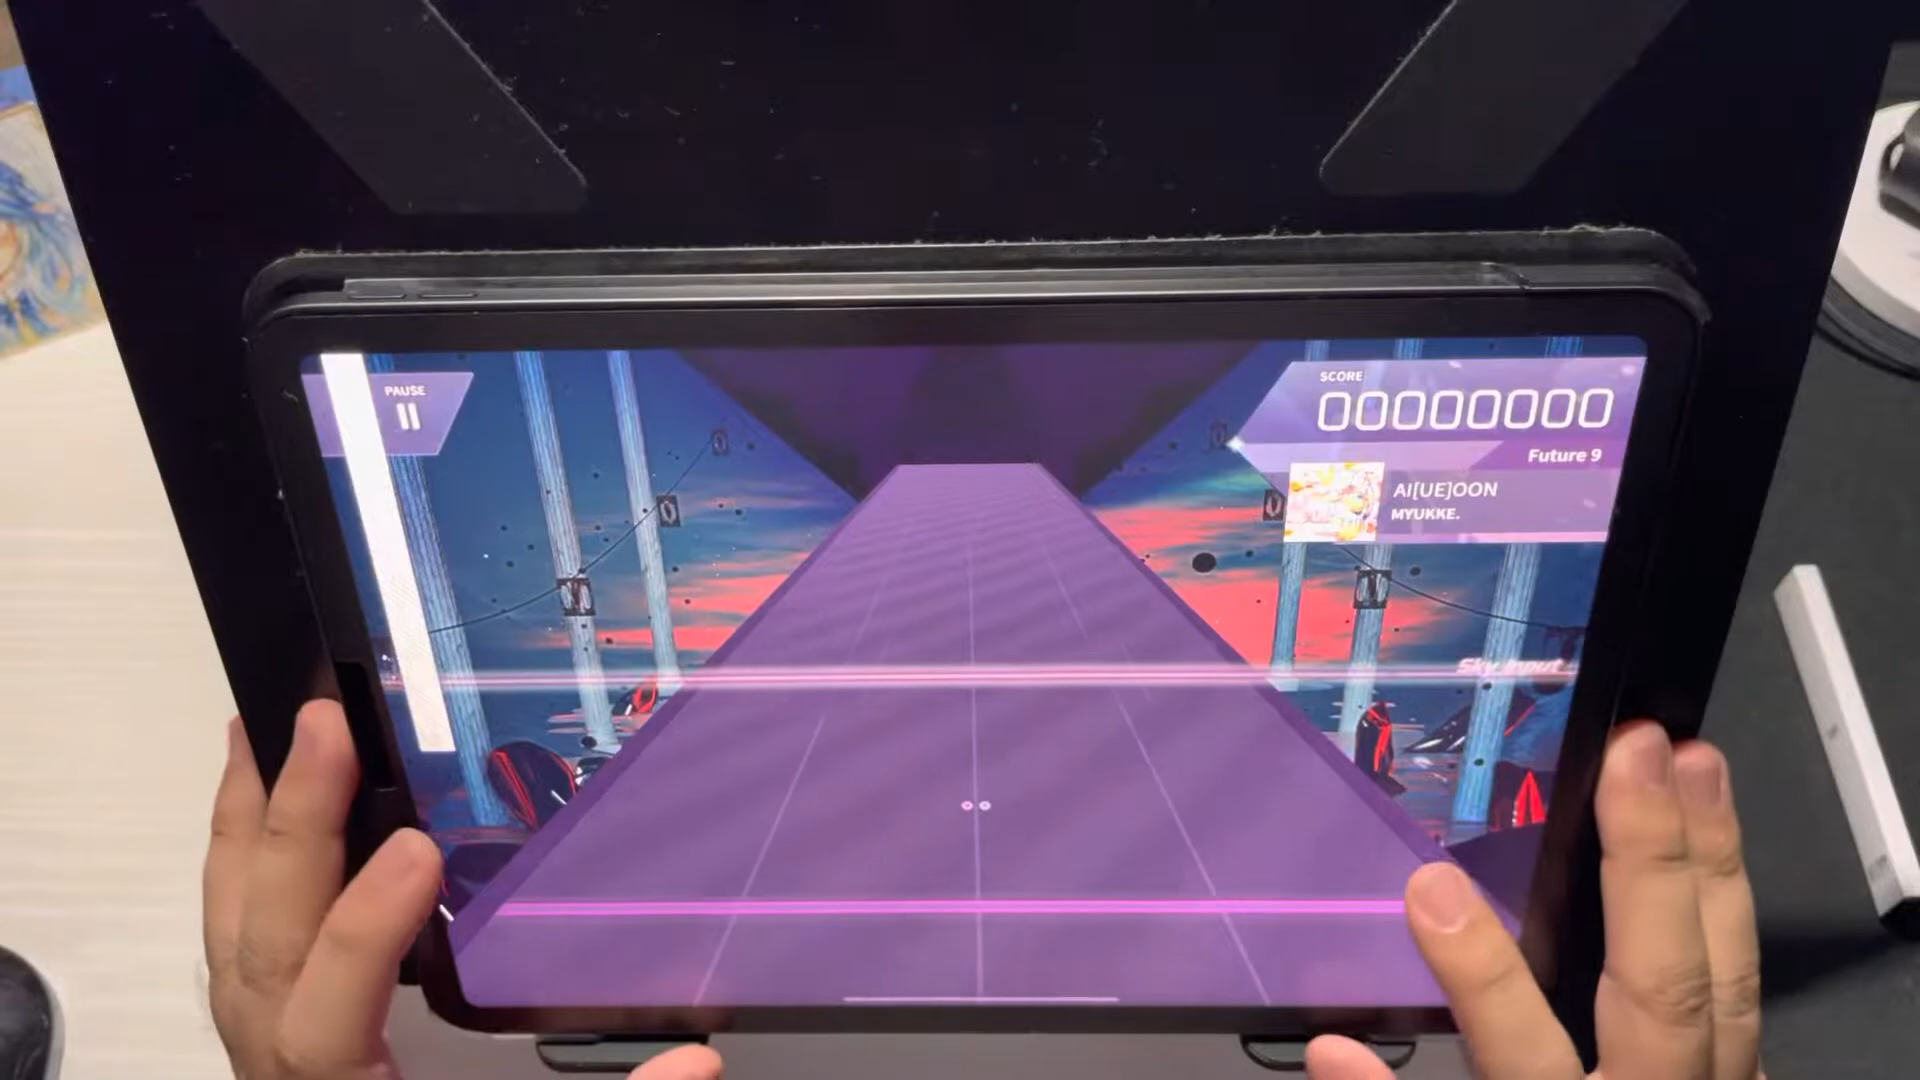 PAUSE
SCORE
00000000
Future 9
AI[UE]OON
MYUKKE.
Sky Input